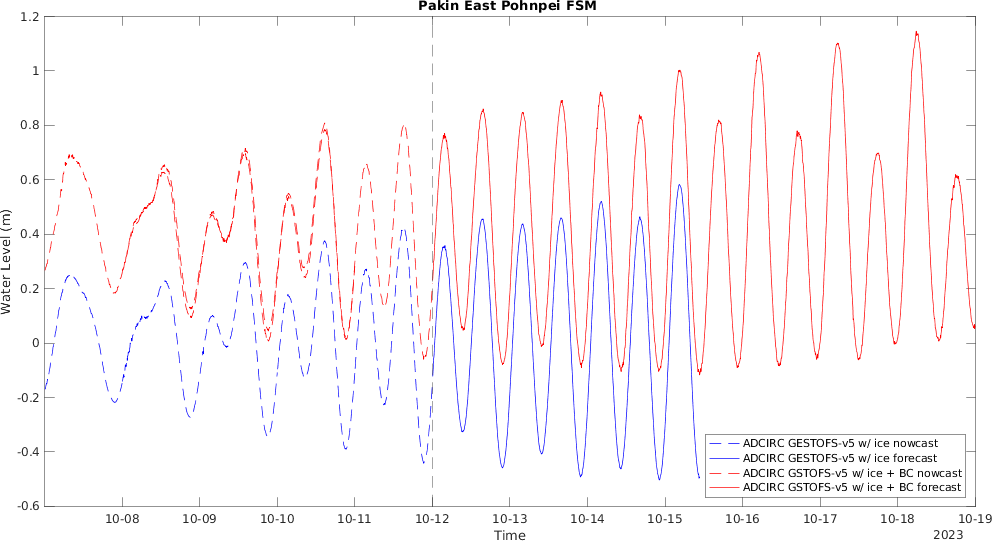 Pakin East Pohnpei FSM
1.2
1
0.8
0.6
0.4
0.2
0
-0.2
-0.4
-0.6
Water Level (m)
10-08 10-09 10-10 10-11 10-12 10-13 10-14 10-15 10-16 10-17 10-18 10-19
Time
2023
ADCIRC GESTOFS-v5 w/ ice nowcast
ADCIRC GESTOFS-v5 w/ ice forecast
ADCIRC GSTOFS-v5 w/ ice + BC nowcast
ADCIRC GSTOFS-v5 w/ ice + BC forecast